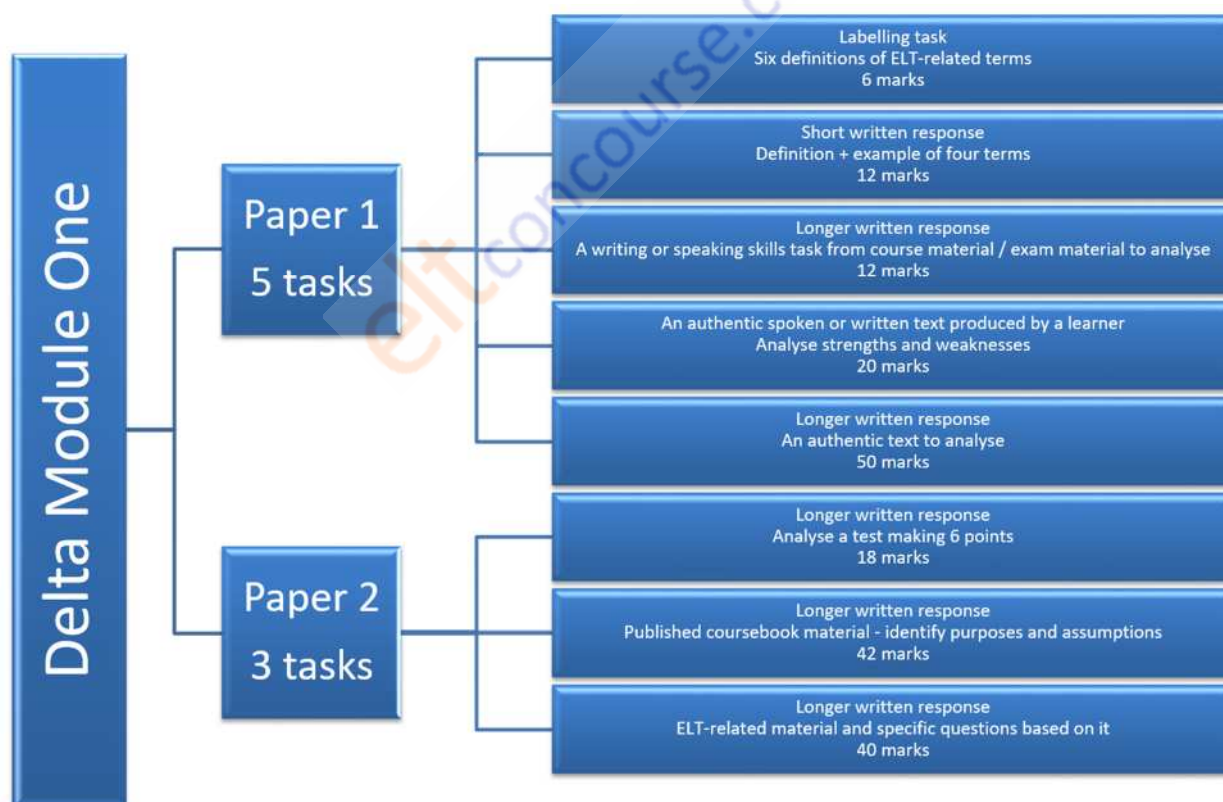 Delta Module One
Paper 1
5 tasks
Labelling task
Six definitions of ELT-related terms
6 marks
Short written response
Definition + example of four terms
12 marks
Longer written response
A writing or speaking skills task from course material / exam material to analyse
12 marks
An authentic spoken or written text produced by a learner
Analyse strengths and weaknesses
20 marks
Longer written response
An authentic text to analyse
50 marks
Paper 2
3 tasks
Longer written response
Analyse a test making 6 points
18 marks
Longer written response
Published coursebook material - identify purposes and assumptions
42 marks
Longer written response
ELT-related material and specific questions based on it
40 marks
elt concourse.c